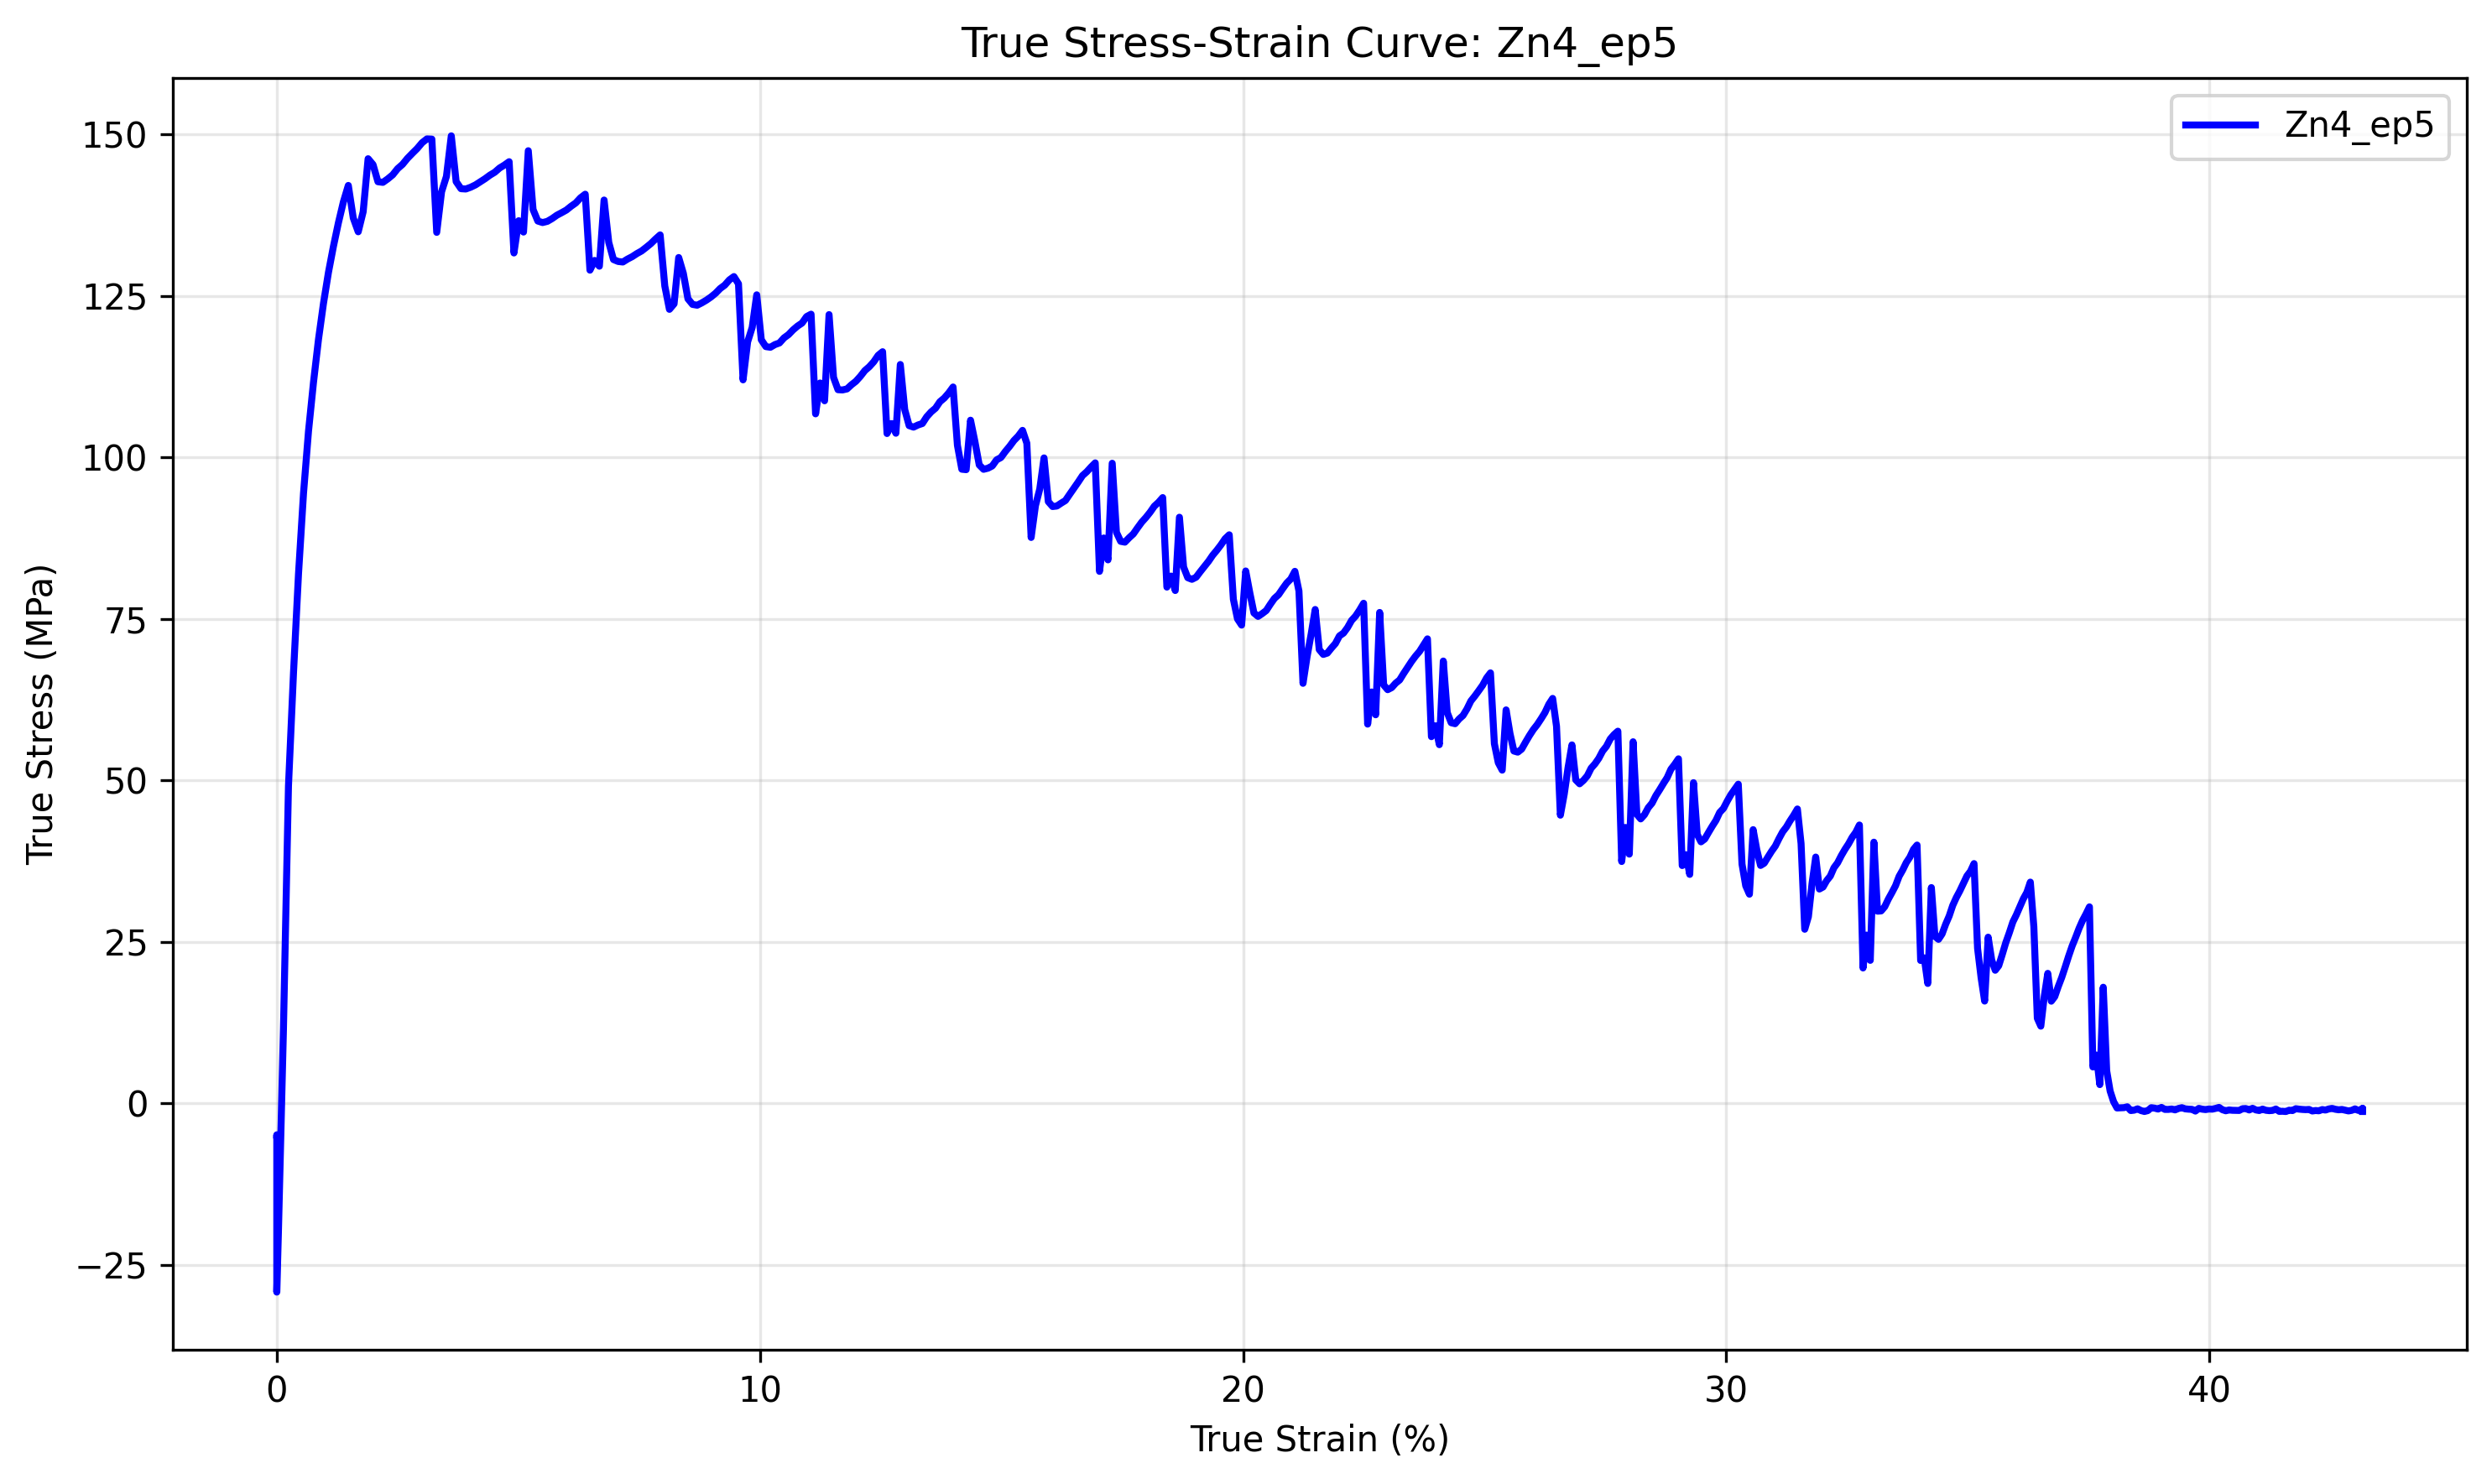 True Stress-Strain Curve: Zn4_ep5
Zn4_ep5
True Stress (MPa)
150
125
100
75
50
25
0
−25
0 10 20 30 40
True Strain (%)